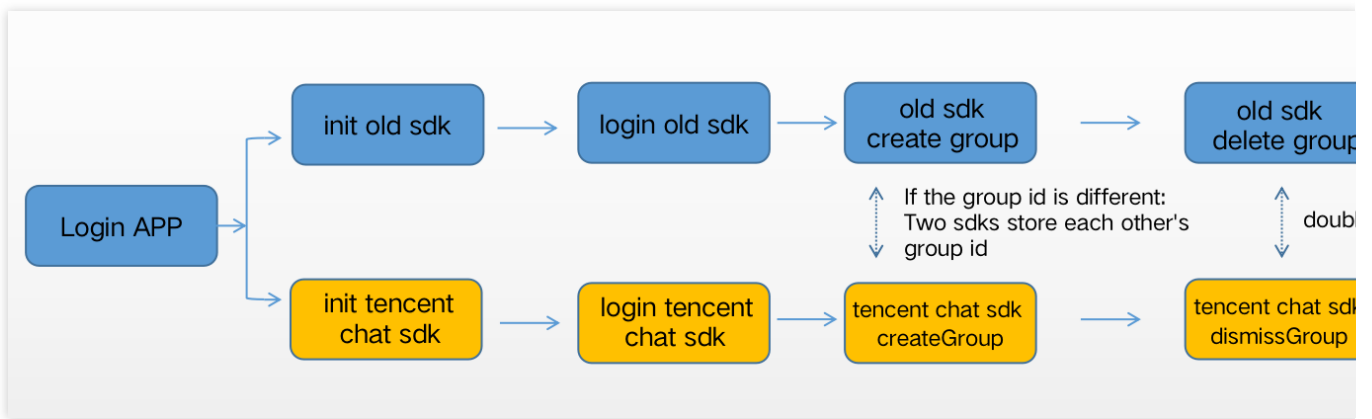 init old sdk
login old sdk
old sdk
create group
old sdk
delete group
Login APP
If the group id is different:
Two sdks store each other's
group id
init tencent
chat sdk
login tencent
chat sdk
tencent chat sdk
createGroup
tencent chat sdk
dismissGroup